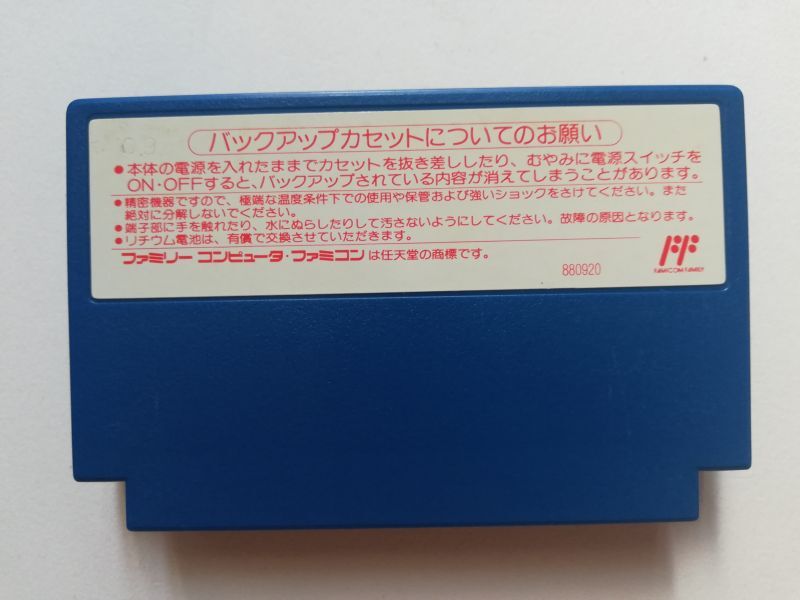 バックアップカセットについてのお願い
●本体の電源を入れたままでカセットを抜き差ししたり、むやみに電源スイッチを
ON・OFFすると、バックアップされている内容が消えてしまうことがあります。
●精密機器ですので、極端な温度条件下での使用や保管および強いショックをさけてください。また
絶対に分解しないでください。
●端子部に手を触れたり、水にぬらしたりして汚さないようにしてください。故障の原因となります。
●リチウム電池は、有償で交換させていただきます。
ファミリー コンピュータ・ファミコン は任天堂の商標です。
880920
FAMICOM FAMILY